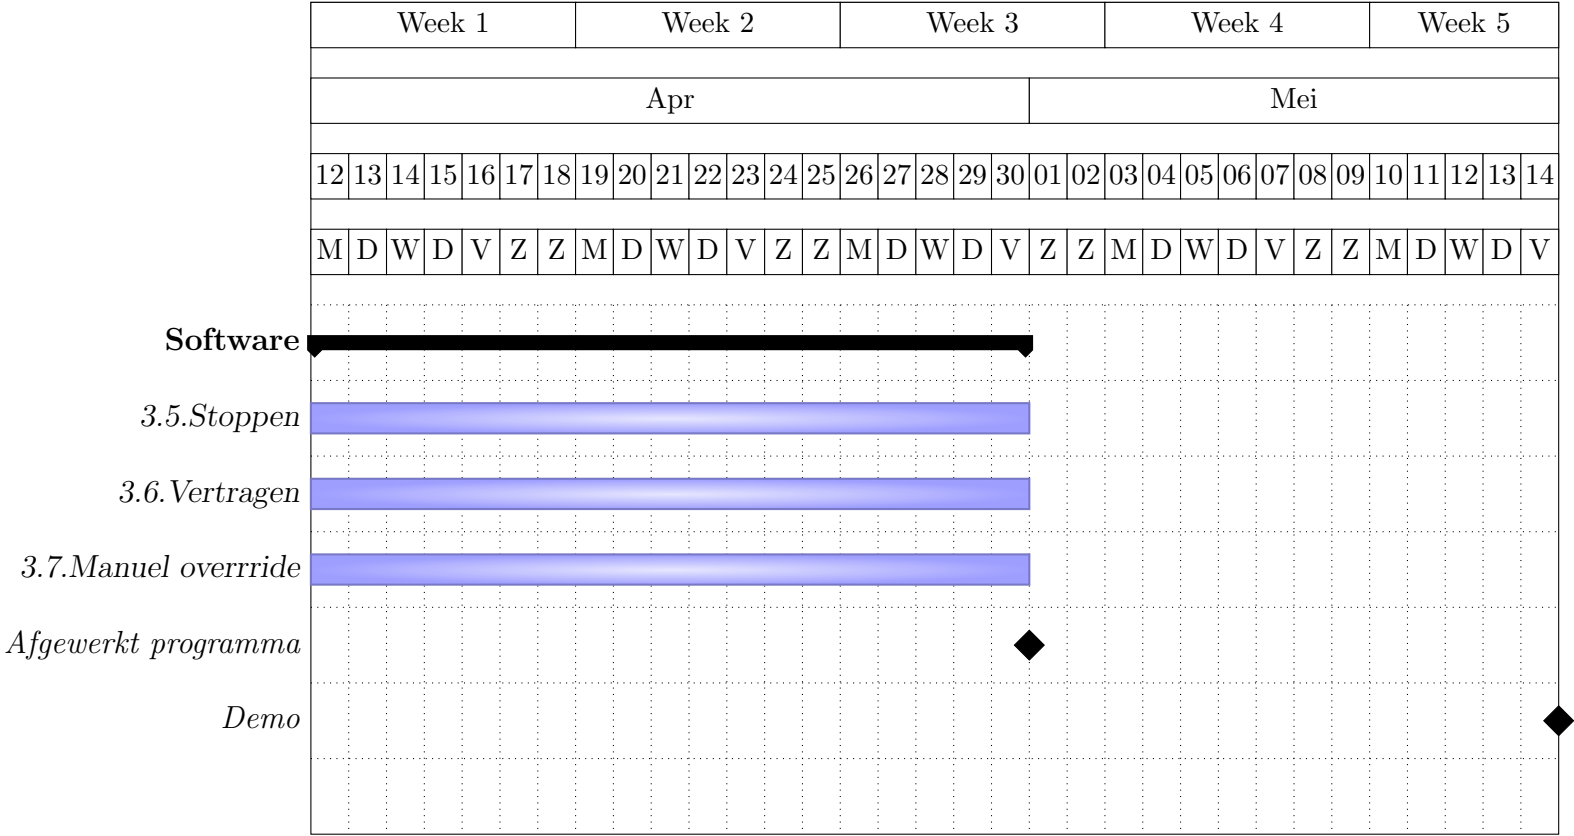 Week 1 Week 2 Week 3 Week 4 Week 5
Apr Mei
12 13 14 15 16 17 18 19 20 21 22 23 24 25 26 27 28 29 30 01 02 03 04 05 06 07 08 09 10 11 12 13 14
M D W D V Z Z M D W D V Z Z M D W D V Z Z M D W D V Z Z M D W D V
Software
3.5.Stoppen
3.6.Vertragen
3.7.Manuel overrride
Afgewerkt programma
Demo